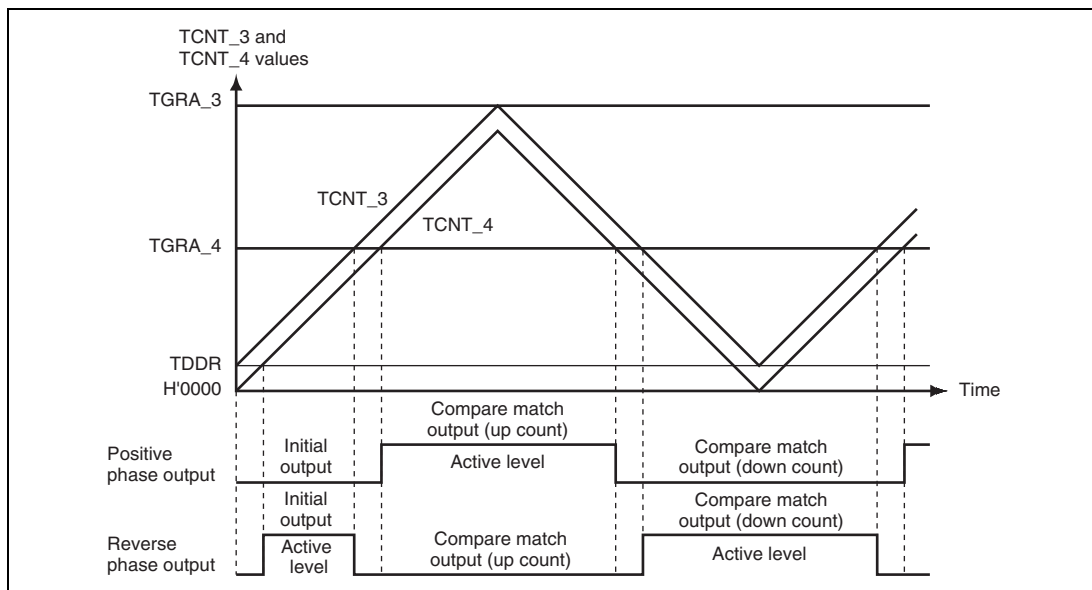 TCNT_3 and
TCNT_4 values
TGRA_3
TCNT_3
TCNT_4
TGRA_4
TDDR
H'0000
Time
Compare match
output (up count)
Positive
phase output
Initial
output
Active level
Compare match
output (down count)
Initial
output
Compare match
output (down count)
Reverse
phase output
Active
level
Compare match
output (up count)
Active level